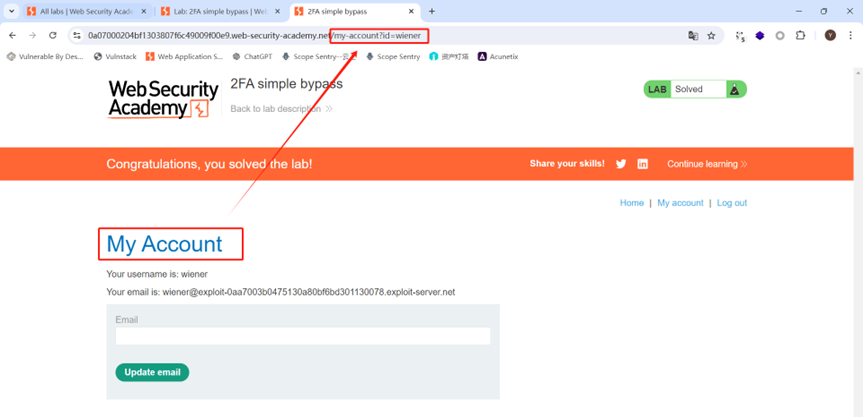 All labs | Web Security Acade
Lab: 2FA simple bypass | Web
2FA simple bypass
0a07000204bf1303807f6c49009f00e9.web-security-academy.net/my-account?id=wiener
Vulnerable By De...
Vulnstack
Web Application S...
ChatGPT
Scope Sentry-云上
Scope Sentry
资产灯塔
Acunetix
Web Security
Academy
2FA simple bypass
Back to lab description
LAB Solved
Congratulations, you solved the lab!
Share your skills!
Continue learning
Home | My account | Log out
My Account
Your username is: wiener
Your email is: wiener@exploit-0aa7003b0475130a80bf6bd301130078.exploit-server.net
Email
Update email